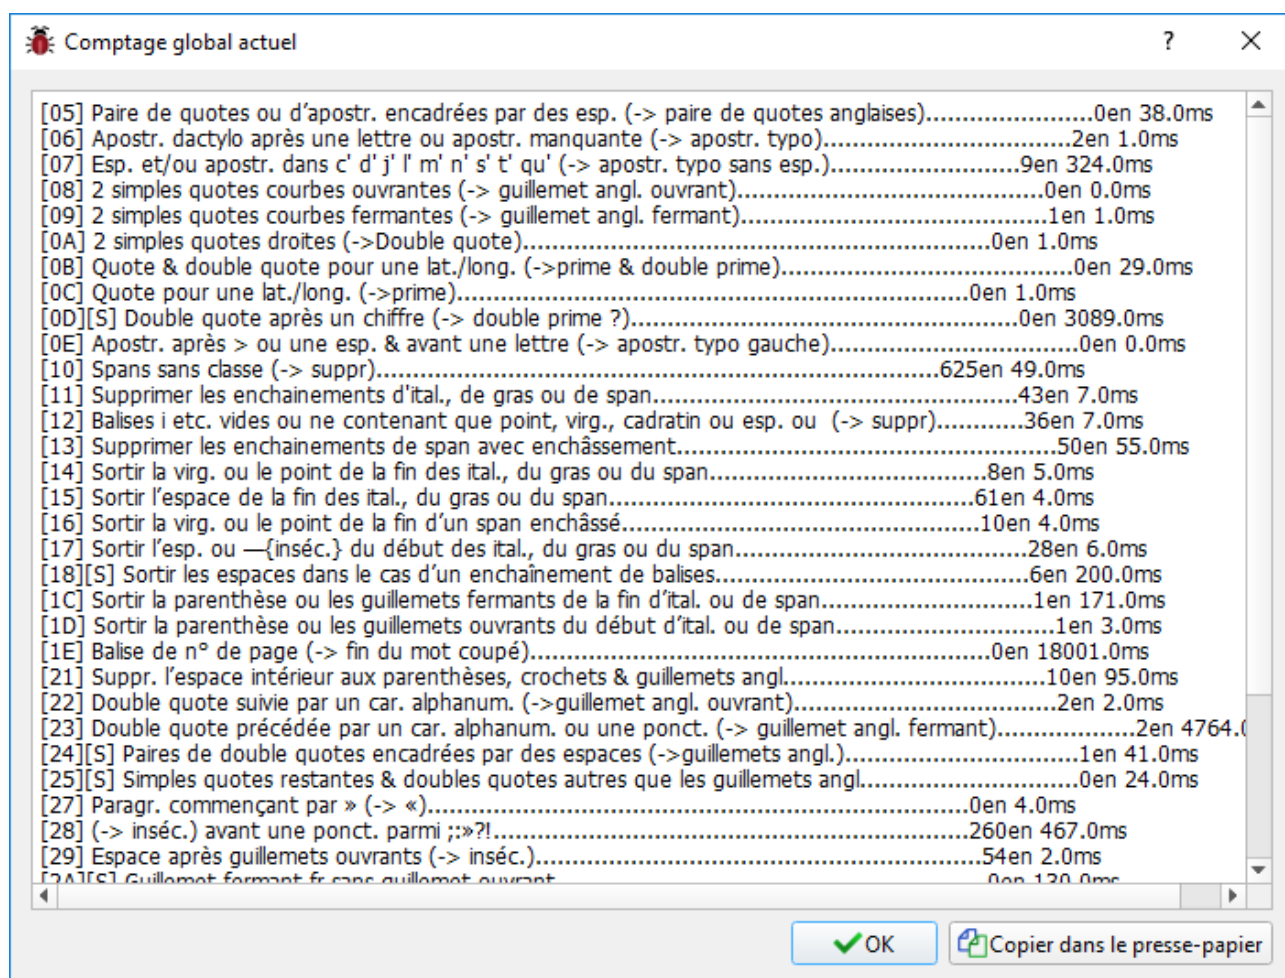 Comptage global actuel
[05] Paire de quotes ou d’apostr. encadrées par des esp. (-> paire de quotes anglaises).......................0en 38.0ms
[06] Apostr. dactylo après une lettre ou apostr. manquante (-> apostr. typo)..................................2en 1.0ms
[07] Esp. et/ou apostr. dans c' d' j' l' m' n' s' t' qu' (-> apostr. typo sans esp.)..........................9en 324.0ms
[08] 2 simples quotes courbes ouvrantes (-> guillemet angl. ouvrant)..........................................0en 0.0ms
[09] 2 simples quotes courbes fermantes (-> guillemet angl. fermant)..........................................1en 1.0ms
[0A] 2 simples quotes droites (->Double quote)................................................................0en 1.0ms
[0B] Quote & double quote pour une lat./long. (->prime & double prime)........................................0en 29.0ms
[0C] Quote pour une lat./long. (->prime)......................................................................0en 1.0ms
[0D][S] Double quote après un chiffre (-> double prime ?).....................................................0en 3089.0ms
[0E] Apostr. après > ou une esp. & avant une lettre (-> apostr. typo gauche)..................................0en 0.0ms
[10] Spans sans classe (-> suppr).............................................................................625en 49.0ms
[11] Supprimer les enchainements d'ital., de gras ou de span..................................................43en 7.0ms
[12] Balises i etc. vides ou ne contenant que point, virg., cadratin ou esp. ou  (-> suppr)............36en 7.0ms
[13] Supprimer les enchainements de span avec enchâssement....................................................50en 55.0ms
[14] Sortir la virg. ou le point de la fin des ital., du gras ou du span......................................8en 5.0ms
[15] Sortir l’espace de la fin des ital., du gras ou du span..................................................61en 4.0ms
[16] Sortir la virg. ou le point de la fin d’un span enchâssé.................................................10en 4.0ms
[17] Sortir l’esp. ou —{inséc.} du début des ital., du gras ou du span........................................28en 6.0ms
[18][S] Sortir les espaces dans le cas d’un enchaînement de balises...........................................6en 200.0ms
[1C] Sortir la parenthèse ou les guillemets fermants de la fin d’ital. ou de span.............................1en 171.0ms
[1D] Sortir la parenthèse ou les guillemets ouvrants du début d’ital. ou de span..............................1en 3.0ms
[1E] Balise de n° de page (-> fin du mot coupé)...............................................................0en 18001.0ms
[21] Suppr. l’espace intérieur aux parenthèses, crochets & guillemets angl....................................10en 95.0ms
[22] Double quote suivie par un car. alphanum. (->guillemet angl. ouvrant)....................................2en 2.0ms
[23] Double quote précédée par un car. alphanum. ou une ponct. (-> guillemet angl. fermant)...................2en 4764.
[24][S] Paires de double quotes encadrées par des espaces (->guillemets angl.)................................1en 41.0ms
[25][S] Simples quotes restantes & doubles quotes autres que les guillemets angl..............................0en 24.0ms
[27] Paragr. commençant par » (-> «)..........................................................................0en 4.0ms
[28] (-> inséc.) avant une ponct. parmi ;:»?!.................................................................260en 467.0ms
[29] Espace après guillemets ouvrants (-> inséc.).............................................................54en 2.0ms
[2A][S] Guillemet fermant fr sans guillemet ouvrant...........................................................0en 130.0ms
OK
Copier dans le presse-papier